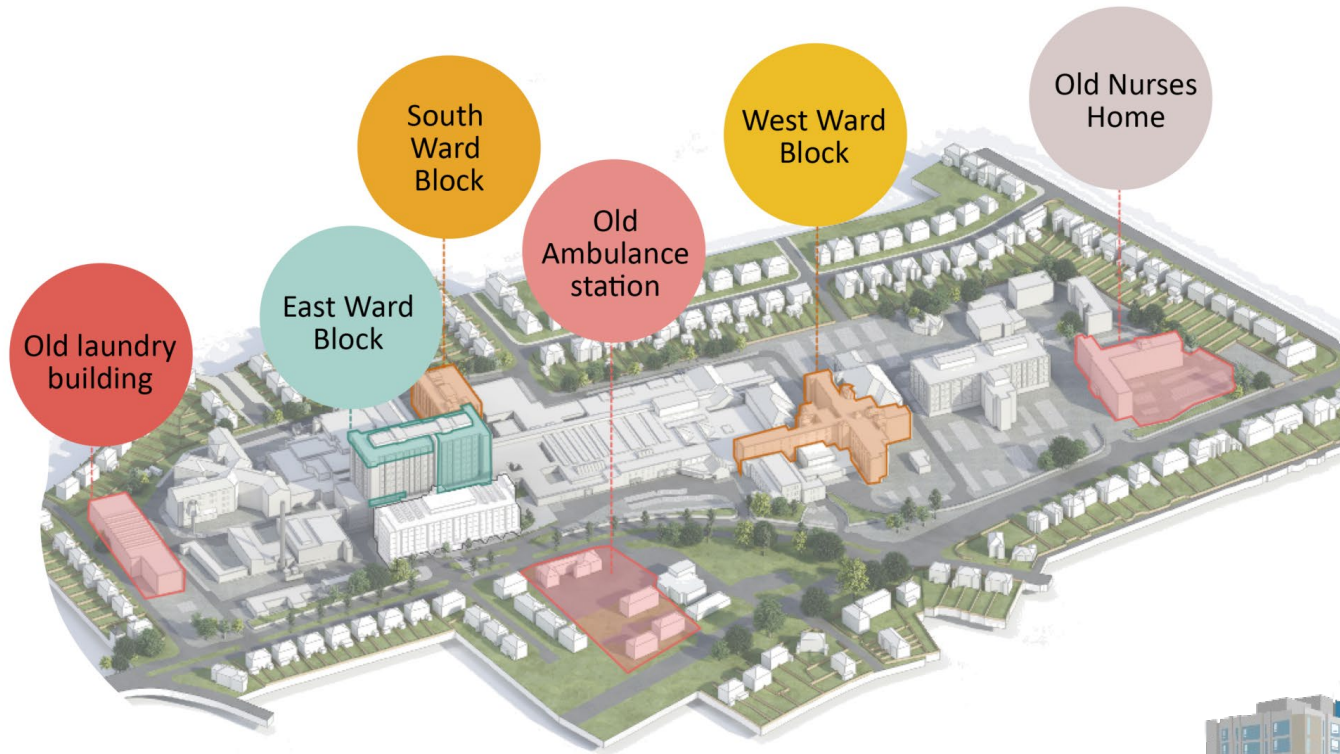 South
Ward
Block
West Ward
Block
Old Nurses
Home
Old
Ambulance
station
East Ward
Block
Old laundry
building